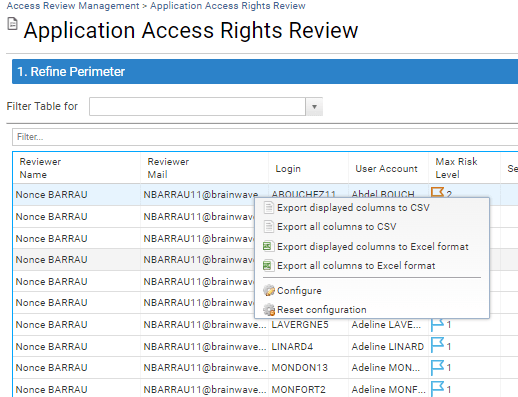 Access Review Management > Application Access Rights Review
Application Access Rights Review
1. Refine Perimeter
Filter Table for
Filter...
Reviewer Name Reviewer Mail Login User Account Max Risk Level Se
Nonce BARRAU NBARRAU11@brainwave... ABOUCHEZ11 Abdel BOUCH 2
Nonce BARRAU NBARRAU11@brainwave... Export displayed columns to CSV
Nonce BARRAU NBARRAU11@brainwave... Export all columns to CSV
Nonce BARRAU NBARRAU11@brainwave... Export displayed columns to Excel format
Nonce BARRAU NBARRAU11@brainwave... Export all columns to Excel format
Nonce BARRAU NBARRAU11@brainwave... Configure
Reset configuration
Nonce BARRAU NBARRAU11@brainwave... LAVERGNE5 Adeline LAVE... 1
Nonce BARRAU NBARRAU11@brainwave... LINARD4 Adeline LINARD 1
Nonce BARRAU NBARRAU11@brainwave... MONDON13 Adeline MON... 1
Nonce BARRAU NBARRAU11@brainwave... MONFORT2 Adeline MONF... 1